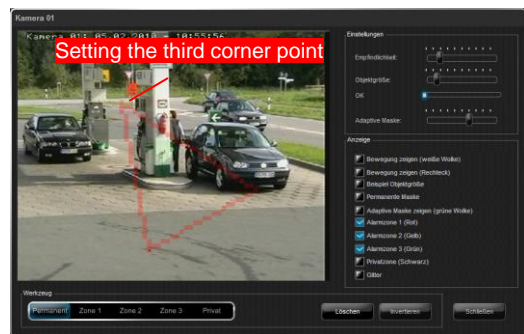 Kamera 01
Kamera 01: 05.02.2010 - 10:55:56
Setting the third corner point
Einstellungen
Empfindlichkeit:
Objektgröße:
OK
Adaptive Maske:
Anzeige
Bewegung zeigen (weiße Wolke)
Bewegung zeigen (Rechteck)
Beispiel Objektgröße
Permanente Maske
Adaptive Maske zeigen (grüne Wolke)
Alarmzone 1 (Rot)
Alarmzone 2 (Gelb)
Alarmzone 3 (Grün)
Privatzone (Schwarz)
Gitter
Werkzeug
Permanent Zone 1 Zone 2 Zone 3 Privat
Löschen Invertieren Schließen